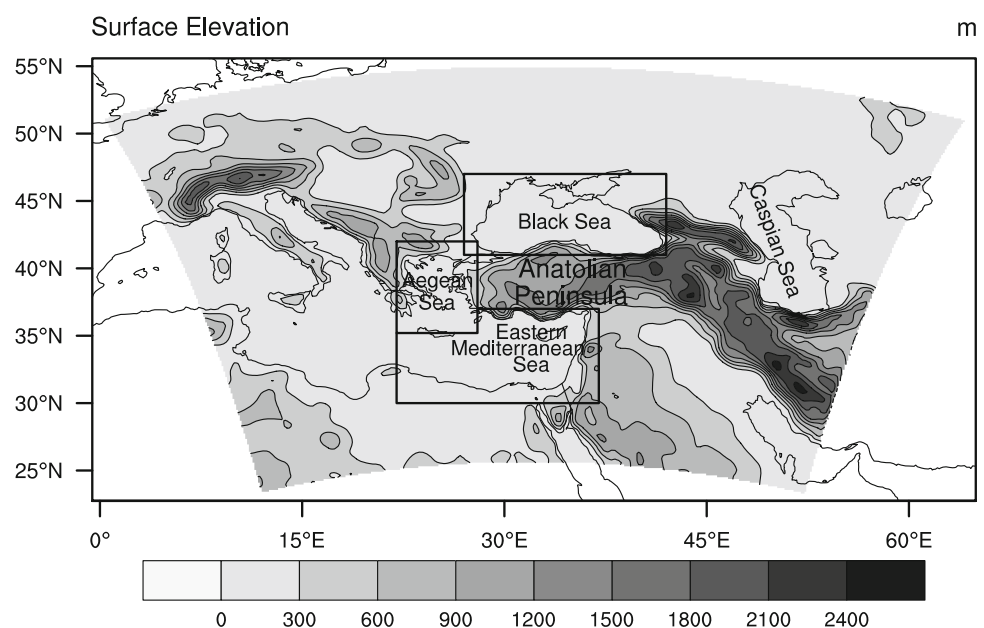 Surface Elevation
m
55°N
50°N
45°N
40°N
35°N
30°N
25°N
Black Sea
Caspian Sea
Anatolian
Peninsula
Aegean
Sea
Eastern
Mediterranean
Sea
0°
15°E
30°E
45°E
60°E
0
300
600
900
1200
1500
1800
2100
2400